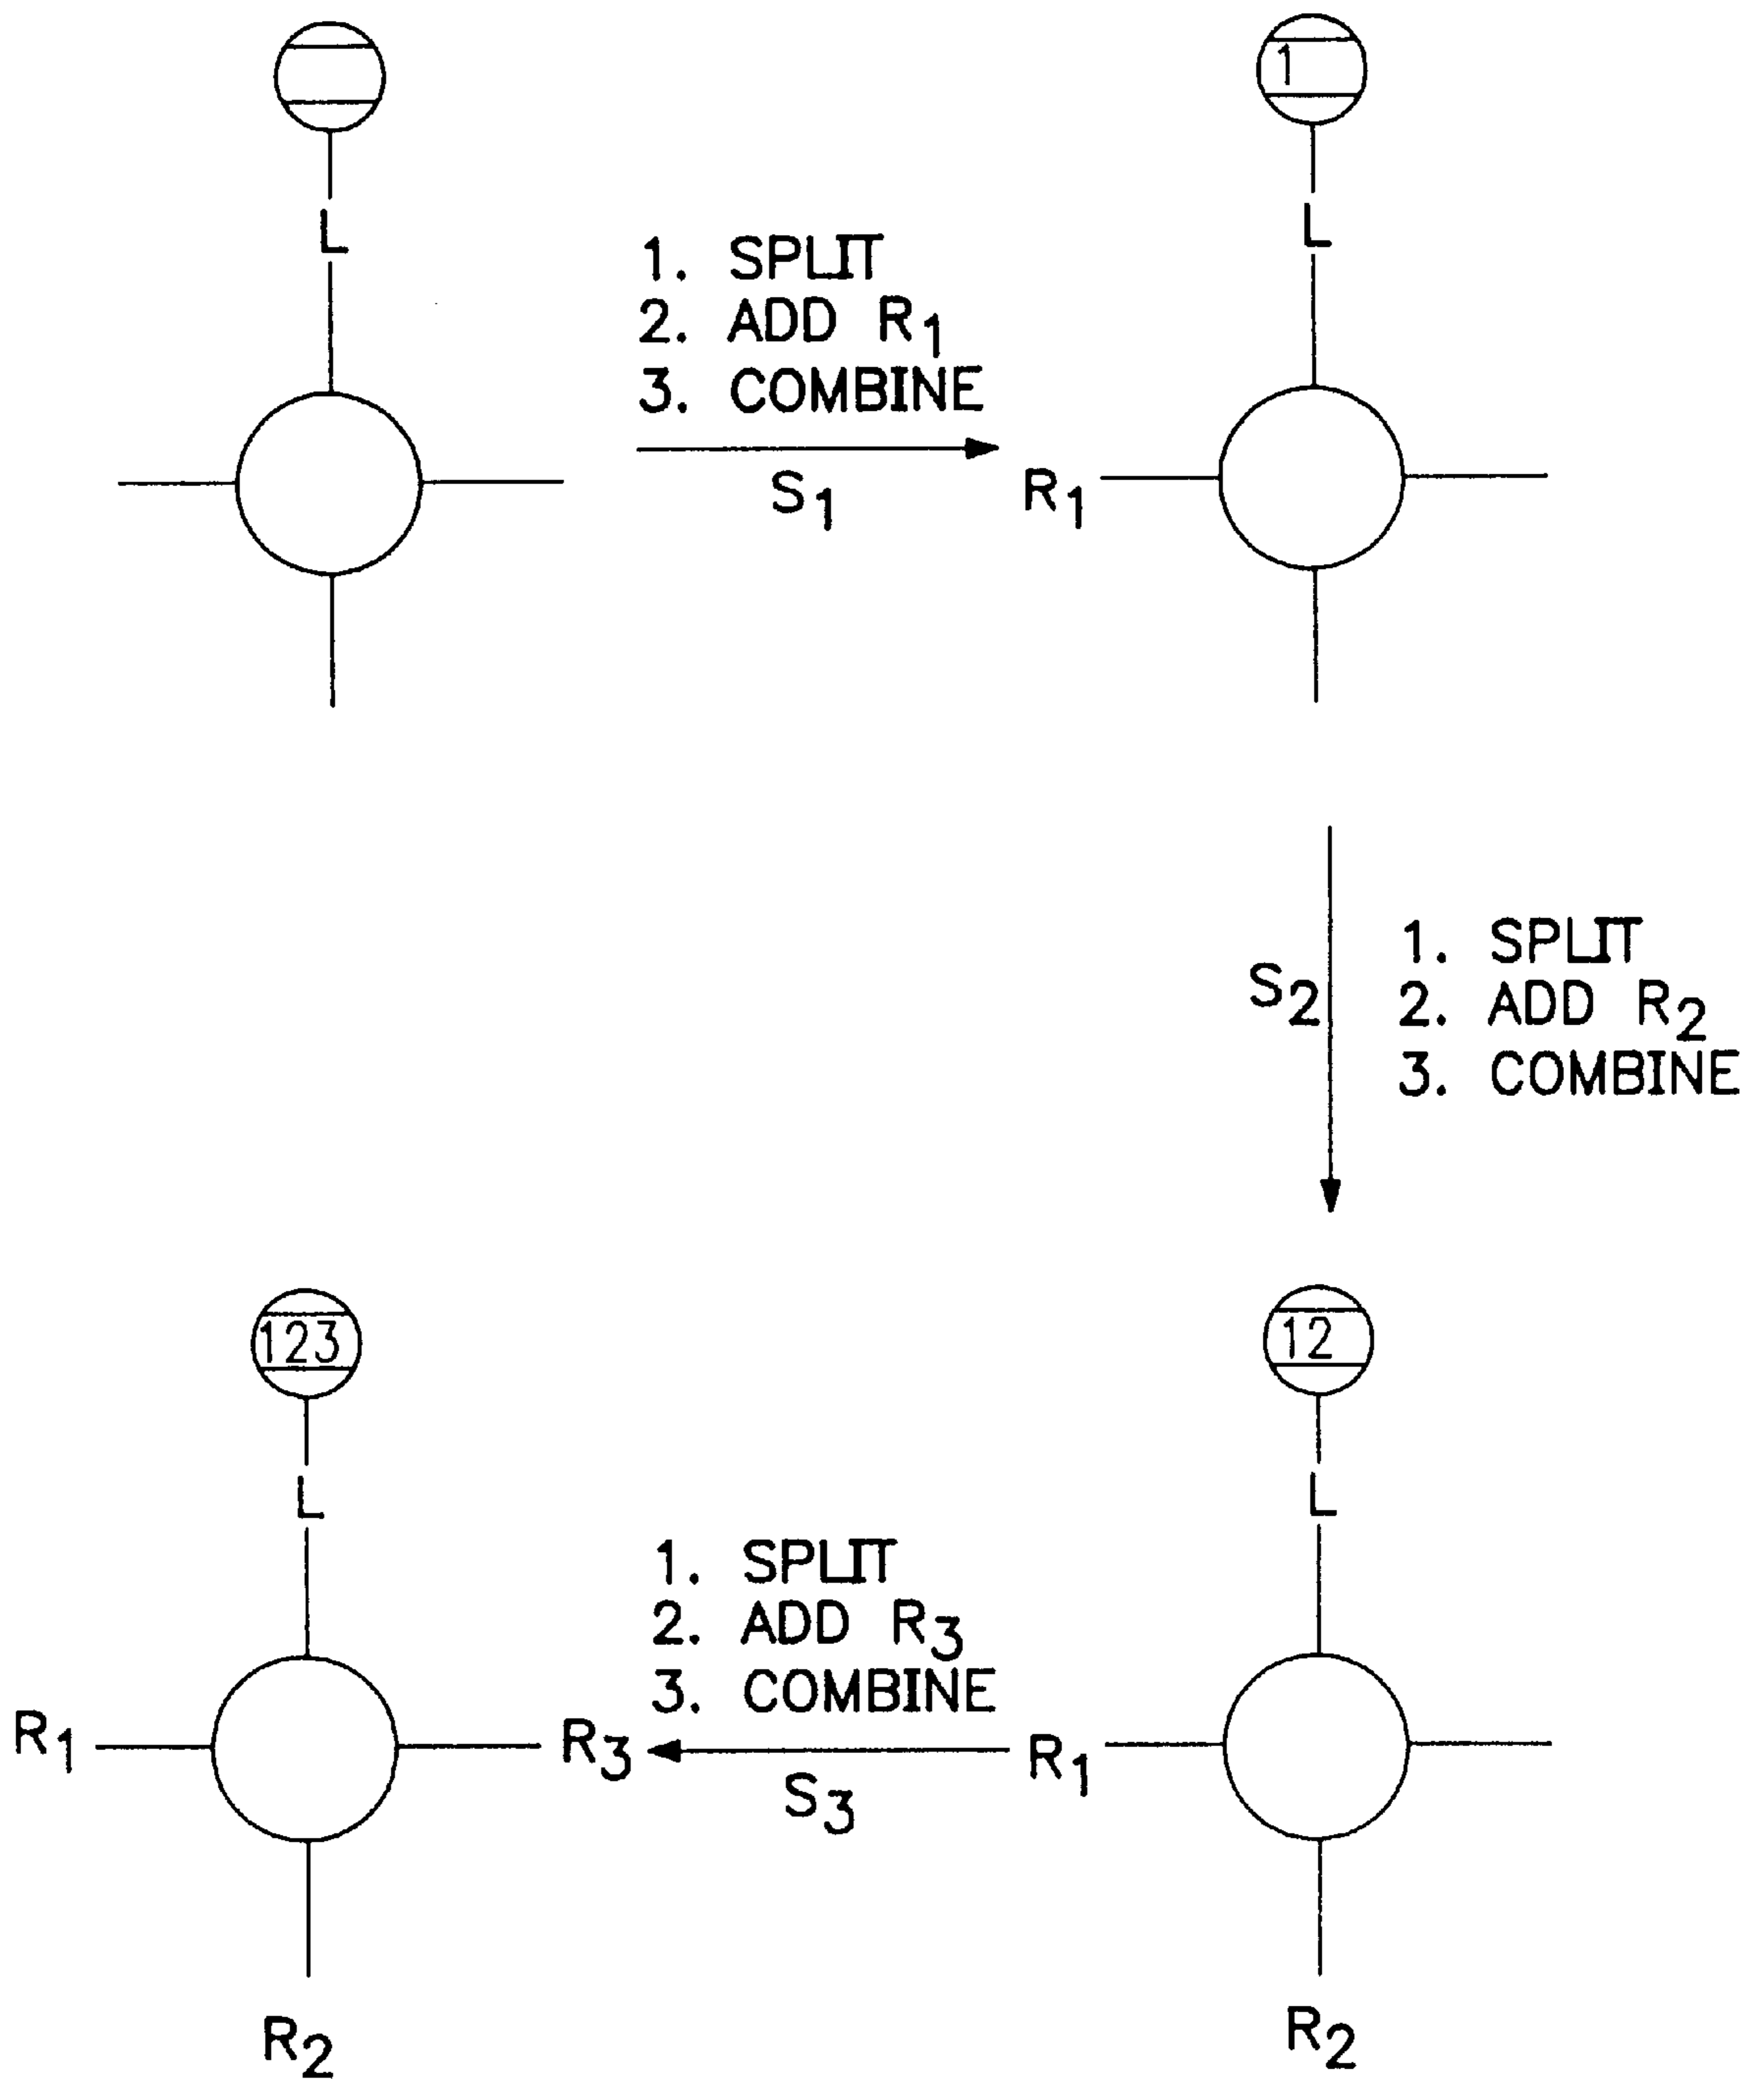 1
L
L
1. SPLIT
2. ADD R1
3. COMBINE
S1
R1
S2
1. SPLIT
2. ADD R2
3. COMBINE
123
12
L
L
1. SPLIT
2. ADD R3
3. COMBINE
R1
R3
S3
R1
R2
R2